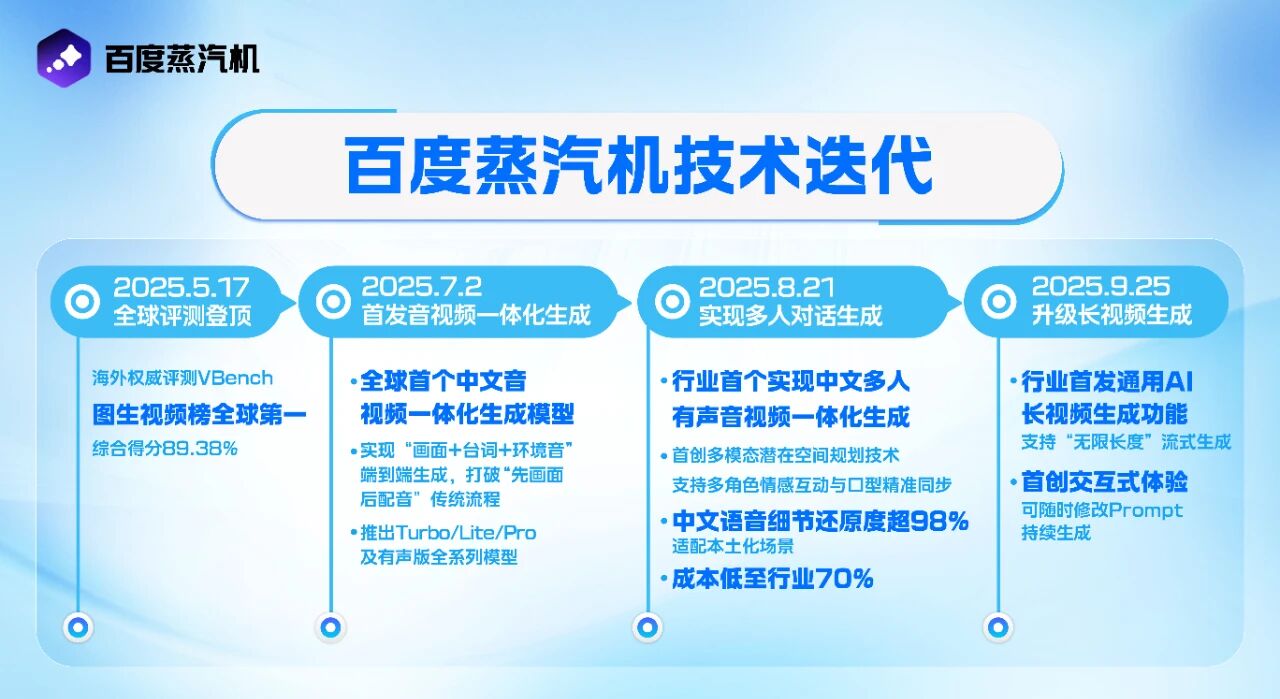 百度蒸汽机
百度蒸汽机技术迭代
2025.5.17
全球评测登顶
海外权威评测VBench
图生视频榜全球第一
综合得分89.38%
2025.7.2
首发音视频一体化生成
·全球首个中文音
视频一体化生成模型
·实现“画面+台词+环境音”
端到端生成，打破“先画面
后配音”传统流程
·推出Turbo/Lite/Pro
及有声版全系列模型
2025.8.21
实现多人对话生成
·行业首个实现中文多人
有声音视频一体化生成
·首创多模态潜在空间规划技术
支持多角色情感互动与口型精准同步
·中文语音细节还原度超98%
适配本土化场景
·成本低至行业70%
2025.9.25
升级长视频生成
·行业首发通用AI
长视频生成功能
支持“无限长度”流式生成
·首创交互式体验
可随时修改Prompt
持续生成